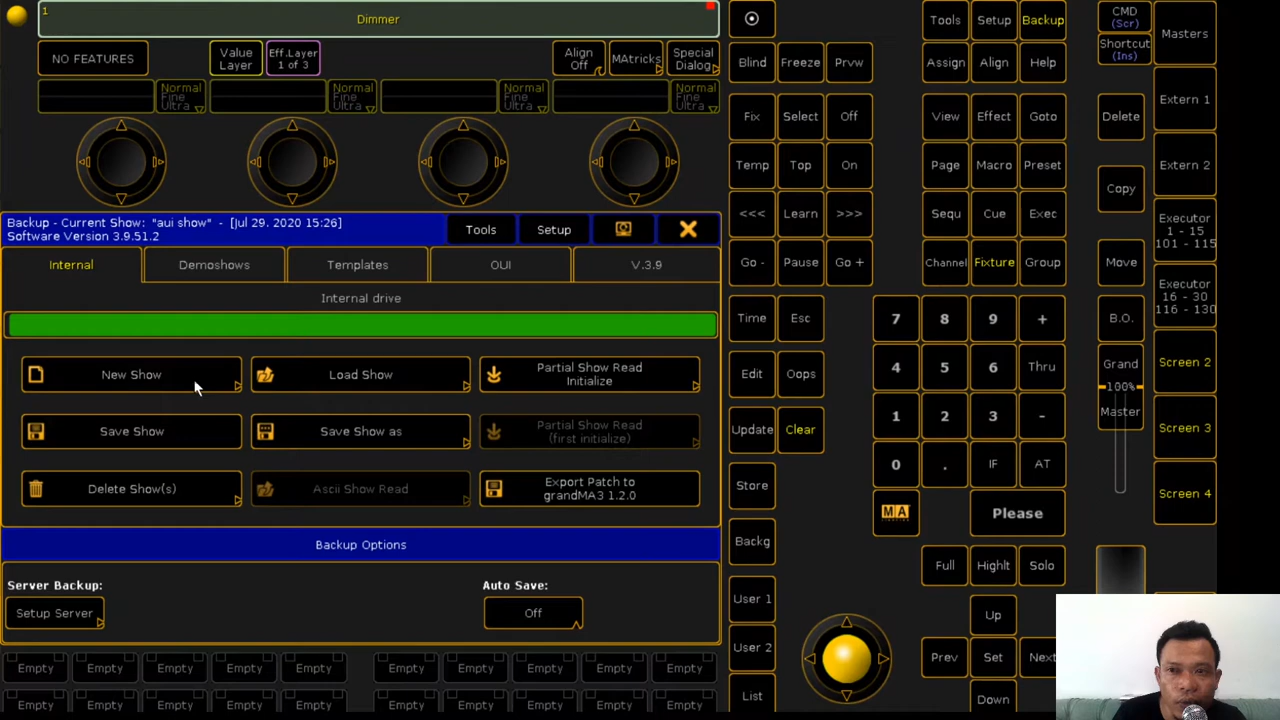 1
Dimmer
NO FEATURES
Value
Layer
Eff.Layer
1 of 3
Align
Off
MAtricks
Special
Dialog
Normal
Fine
Ultra
Normal
Fine
Ultra
Normal
Fine
Ultra
Normal
Fine
Ultra
Backup - Current Show: "aui show" - [Jul 29. 2020 15:26]
Software Version 3.9.51.2
Tools
Setup
Internal
Demoshows
Templates
OUI
V.3.9
Internal drive
New Show
Load Show
Partial Show Read
Initialize
Save Show
Save Show as
Partial Show Read
(first initialize)
Delete Show(s)
Ascii Show Read
Export Patch to
grandMA3 1.2.0
Backup Options
Server Backup:
Auto Save:
Setup Server
Off
Empty Empty Empty Empty Empty Empty Empty Empty Empty Empty
Empty Empty Empty Empty Empty Empty Empty Empty Empty Empty
Tools Setup Backup
Blind Freeze Prvw
Assign Align Help
Fix Select Off
View Effect Goto
Temp Top On
Page Macro Preset
<<< Learn >>>
Sequ Cue Exec
Go - Pause Go +
Channel Fixture Group
Time Esc
7 8 9 +
Edit Oops
4 5 6 Thru
Update Clear
1 2 3 -
Store
0 . IF AT
MA
Please
Backg
Full Highlt Solo
User 1
Up
User 2
Prev Set Next
List
Down
CMD
(Scr)
Shortcut
(Ins)
Delete
Copy
Move
B.O.
Grand
100%
Master
Masters
Extern 1
Extern 2
Executor
1 - 15
101 - 115
Executor
16 - 30
116 - 130
Screen 2
Screen 3
Screen 4